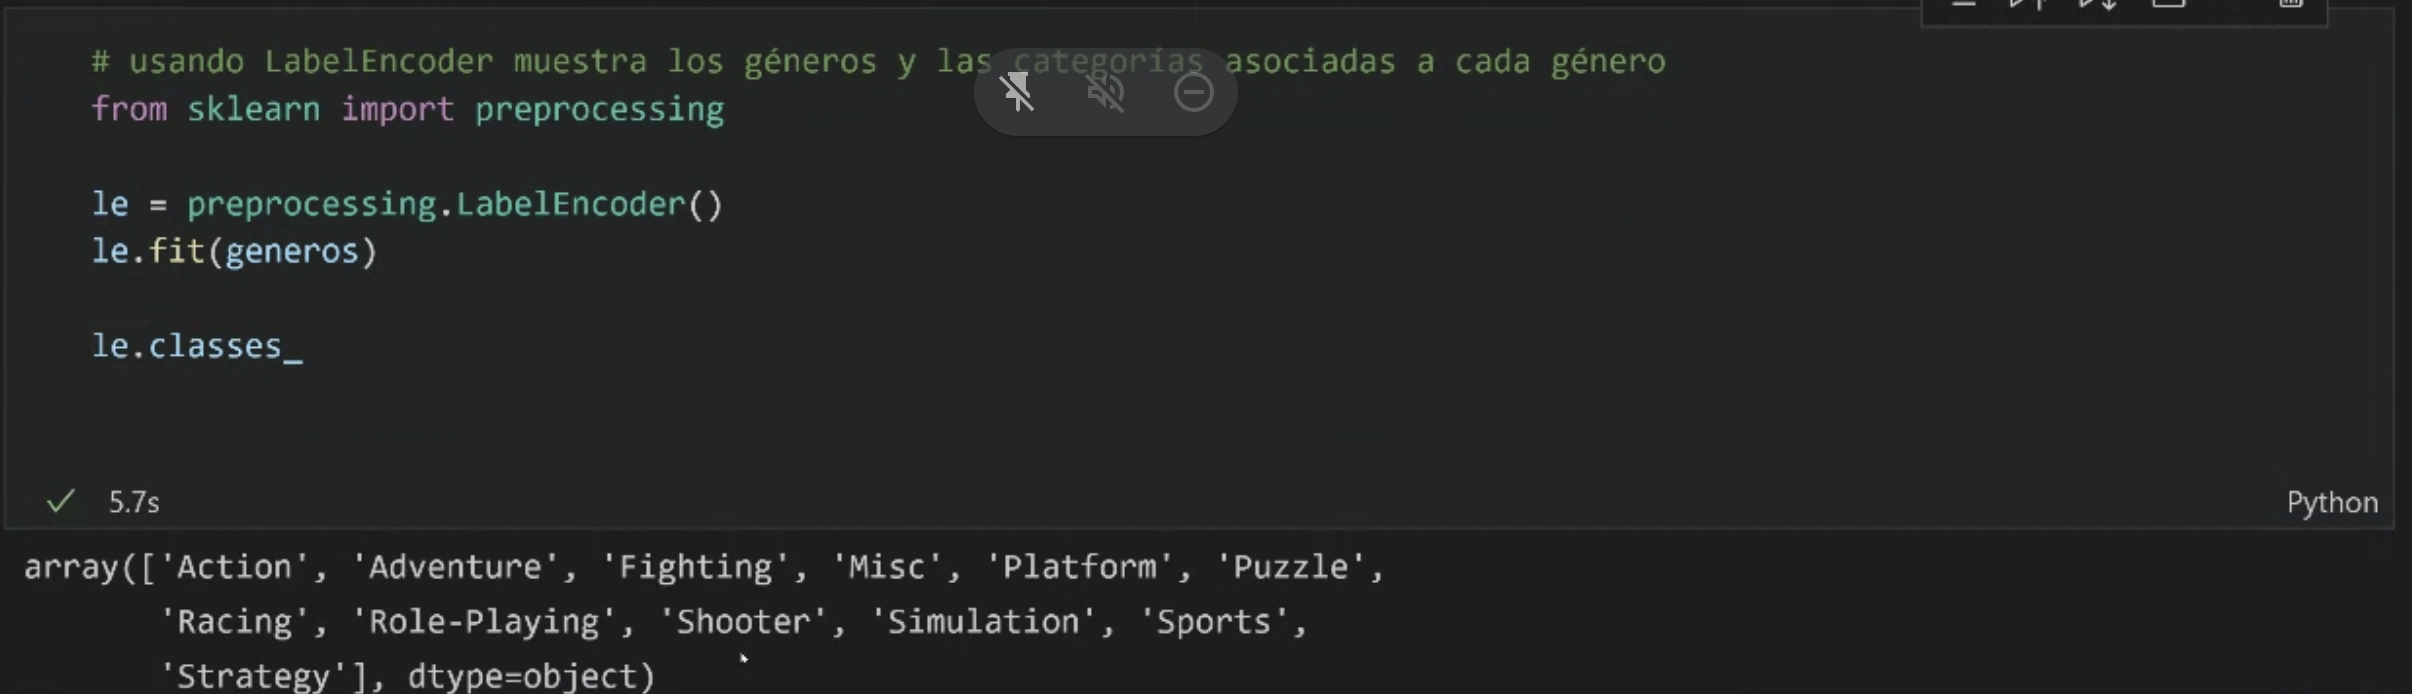 # usando LabelEncoder muestra los géneros y las categorías asociadas a cada género
from sklearn import preprocessing
le = preprocessing.LabelEncoder()
le.fit(generos)
le.classes_
5.7s
Python
array(['Action', 'Adventure', 'Fighting', 'Misc', 'Platform', 'Puzzle',
'Racing', 'Role-Playing', 'Shooter', 'Simulation', 'Sports',
'Strategy'], dtype=object)